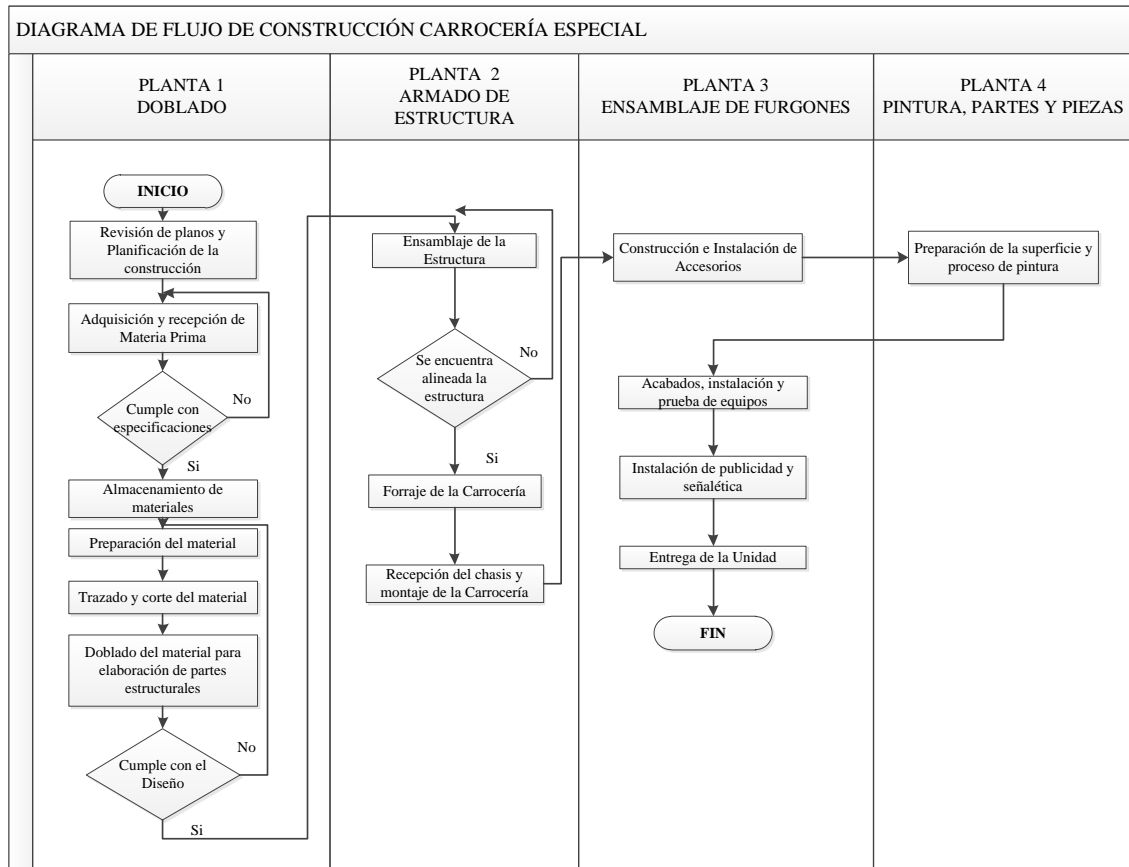 DIAGRAMA DE FLUJO DE CONSTRUCCIÓN CARROCERÍA ESPECIAL
PLANTA 1
DOBLADO
PLANTA 2
ARMADO DE
ESTRUCTURA
PLANTA 3
ENSAMBLAJE DE FURGONES
PLANTA 4
PINTURA, PARTES Y PIEZAS
INICIO
Revisión de planos y
Planificación de la
construcción
Adquisición y recepción de
Materia Prima
Cumple con
especificaciones
No
Si
Almacenamiento de
materiales
Preparación del material
Trazado y corte del material
Doblado del material para
elaboración de partes
estructurales
Cumple con el
Diseño
No
Si
Ensamblaje de la
Estructura
Se encuentra
alineada la
estructura
No
Si
Forraje de la Carrocería
Recepción del chasis y
montaje de la Carrocería
Construcción e Instalación de
Accesorios
Preparación de la superficie y
proceso de pintura
Acabados, instalación y
prueba de equipos
Instalación de publicidad y
señalética
Entrega de la Unidad
FIN